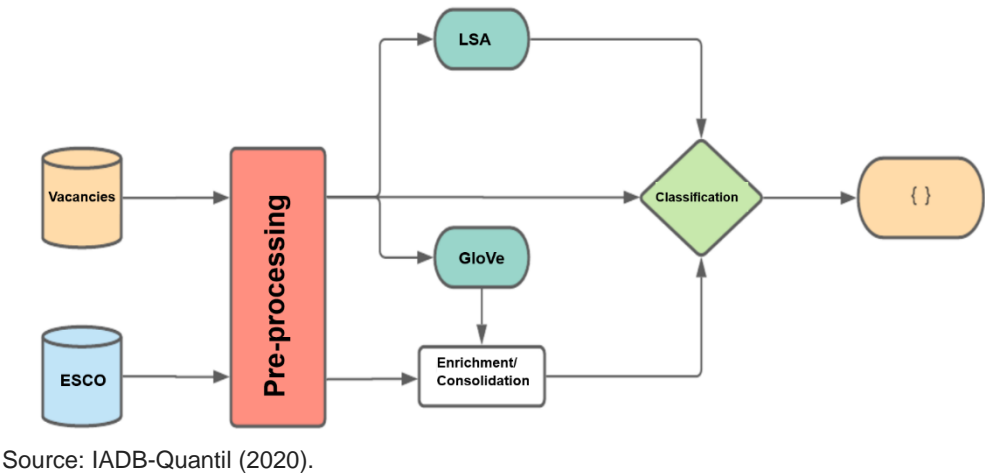 LSA
Vacancies
Pre-processing
Classification
{ }
GloVe
ESCO
Enrichment/
Consolidation
Source: IADB-Quantil (2020).